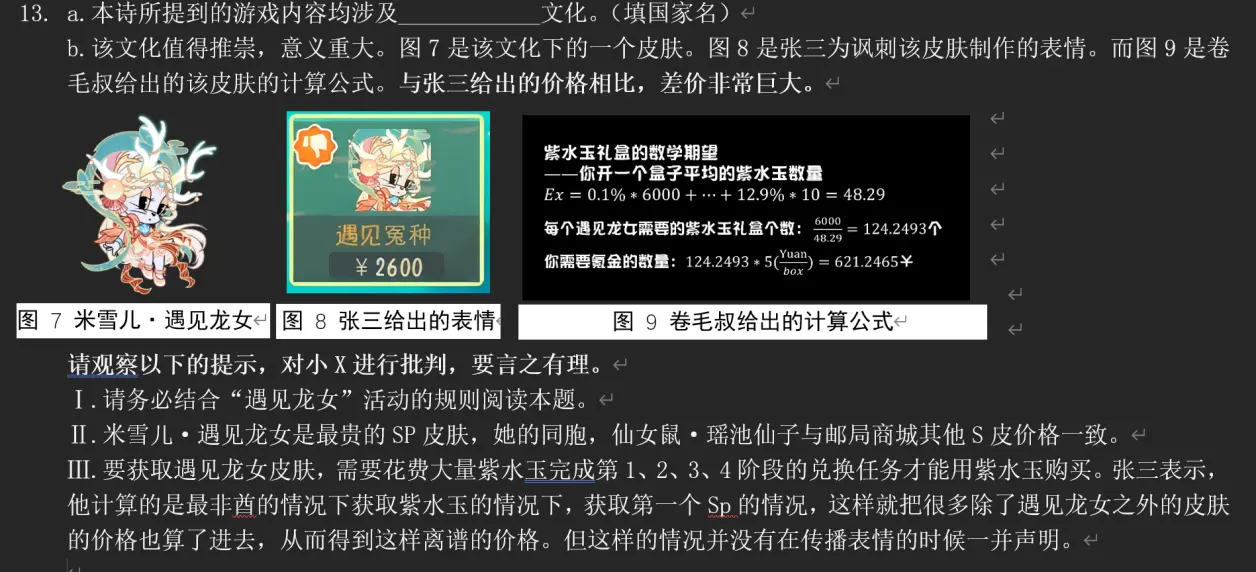 13. a.本诗所提到的游戏内容均涉及____________文化。（填国家名）
b.该文化值得推崇，意义重大。图 7 是该文化下的一个皮肤。图 8 是张三为讽刺该皮肤制作的表情。而图 9 是卷
毛叔给出的该皮肤的计算公式。与张三给出的价格相比，差价非常巨大。
遇见冤种
￥2600
紫水玉礼盒的数学期望
——你开一个盒子平均的紫水玉数量
Ex = 0.1% * 6000 + ⋯ + 12.9% * 10 = 48.29
每个遇见龙女需要的紫水玉礼盒个数：6000/48.29 = 124.2493个
你需要氪金的数量：124.2493 * 5(Yuan/box) = 621.2465￥
图 7 米雪儿·遇见龙女
图 8 张三给出的表情
图 9 卷毛叔给出的计算公式
请观察以下的提示，对小 X 进行批判，要言之有理。
Ⅰ.请务必结合“遇见龙女”活动的规则阅读本题。
Ⅱ.米雪儿·遇见龙女是最贵的 SP 皮肤，她的同胞，仙女鼠·瑶池仙子与邮局商城其他 S 皮价格一致。
Ⅲ.要获取遇见龙女皮肤，需要花费大量紫水玉完成第 1、2、3、4 阶段的兑换任务才能用紫水玉购买。张三表示，
他计算的是最非酋的情况下获取紫水玉的情况下，获取第一个 Sp 的情况，这样就把很多除了遇见龙女之外的皮肤
的价格也算了进去，从而得到这样离谱的价格。但这样的情况并没有在传播表情的时候一并声明。